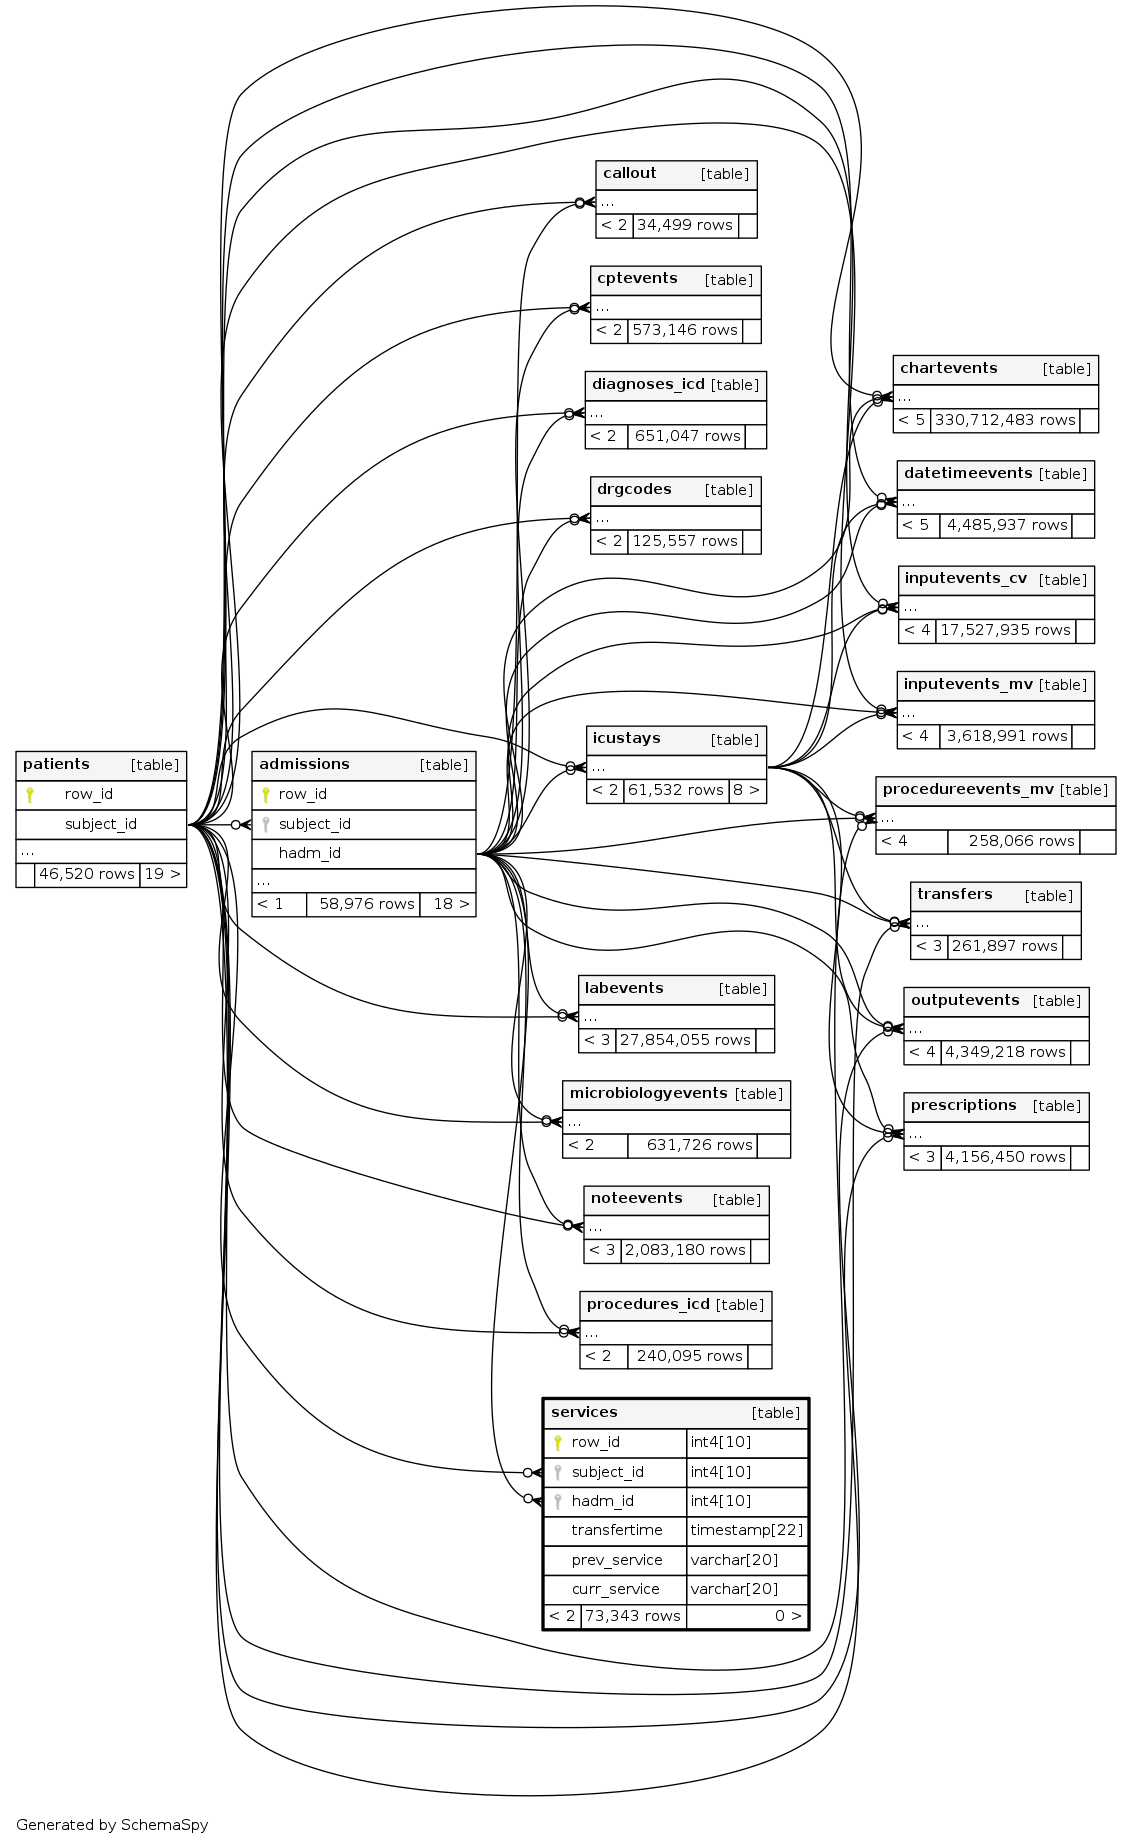 callout [table]
...
< 2 34,499 rows
cptevents [table]
...
< 2 573,146 rows
diagnoses_icd [table]
...
< 2 651,047 rows
drgcodes [table]
...
< 2 125,557 rows
chartevents [table]
...
< 5 330,712,483 rows
datetimeevents [table]
...
< 5 4,485,937 rows
inputevents_cv [table]
...
< 4 17,527,935 rows
inputevents_mv [table]
...
< 4 3,618,991 rows
patients [table]
row_id
subject_id
...
46,520 rows 19 >
admissions [table]
row_id
subject_id
hadm_id
...
< 1 58,976 rows 18 >
icustays [table]
...
< 2 61,532 rows 8 >
procedureevents_mv [table]
...
< 4 258,066 rows
transfers [table]
...
< 3 261,897 rows
outputevents [table]
...
< 4 4,349,218 rows
prescriptions [table]
...
< 3 4,156,450 rows
labevents [table]
...
< 3 27,854,055 rows
microbiologyevents [table]
...
< 2 631,726 rows
noteevents [table]
...
< 3 2,083,180 rows
procedures_icd [table]
...
< 2 240,095 rows
services [table]
row_id int4[10]
subject_id int4[10]
hadm_id int4[10]
transfertime timestamp[22]
prev_service varchar[20]
curr_service varchar[20]
< 2 73,343 rows 0 >
Generated by SchemaSpy